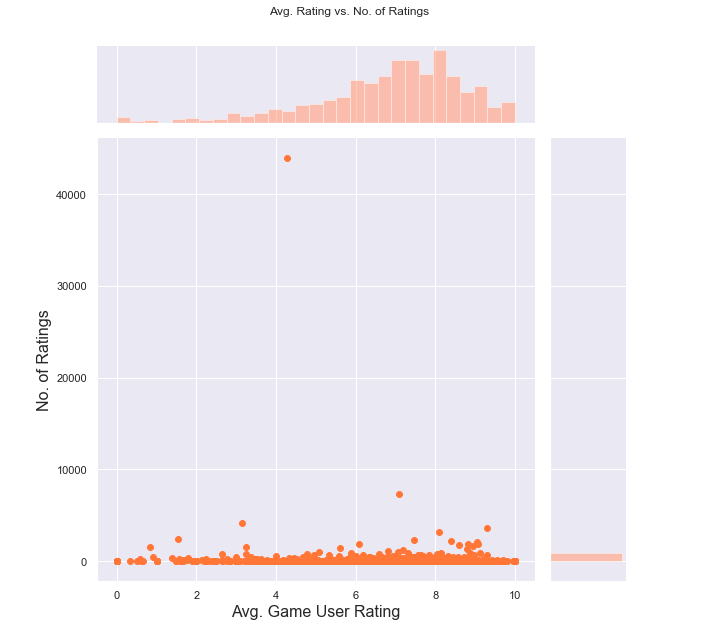 Avg. Rating vs. No. of Ratings
40000
30000
20000
10000
0
No. of Ratings
0 2 4 6 8 10
Avg. Game User Rating